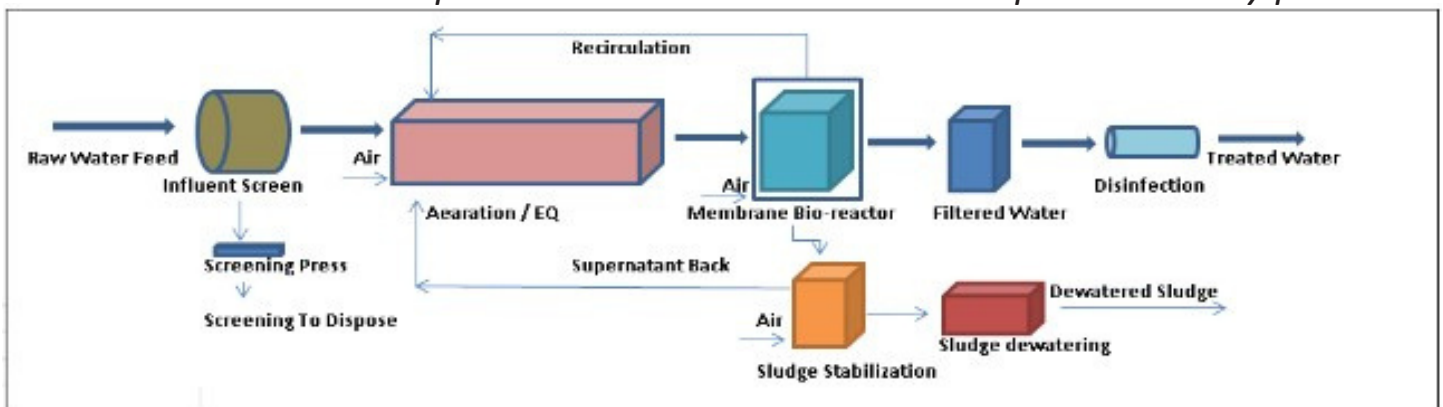 Recirculation
Raw Water Feed
Air
Air
Treated Water
Influent Screen
Disinfection
Aearation / EQ
Membrane Bio-reactor
Filtered Water
Screening Press
Supernatant Back
Dewatered Sludge
Screening To Dispose
Air
Sludge dewatering
Sludge Stabilization